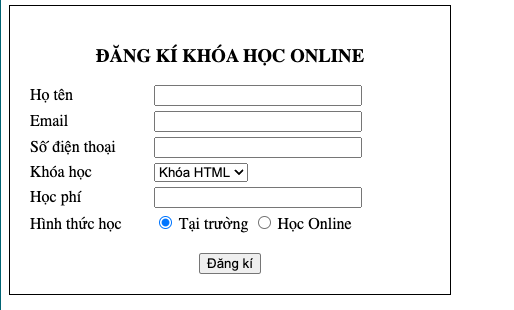 ĐĂNG KÍ KHÓA HỌC ONLINE
Họ tên
Email
Số điện thoại
Khóa học Khóa HTML
Học phí
Hình thức học Tại trường Học Online
Đăng kí